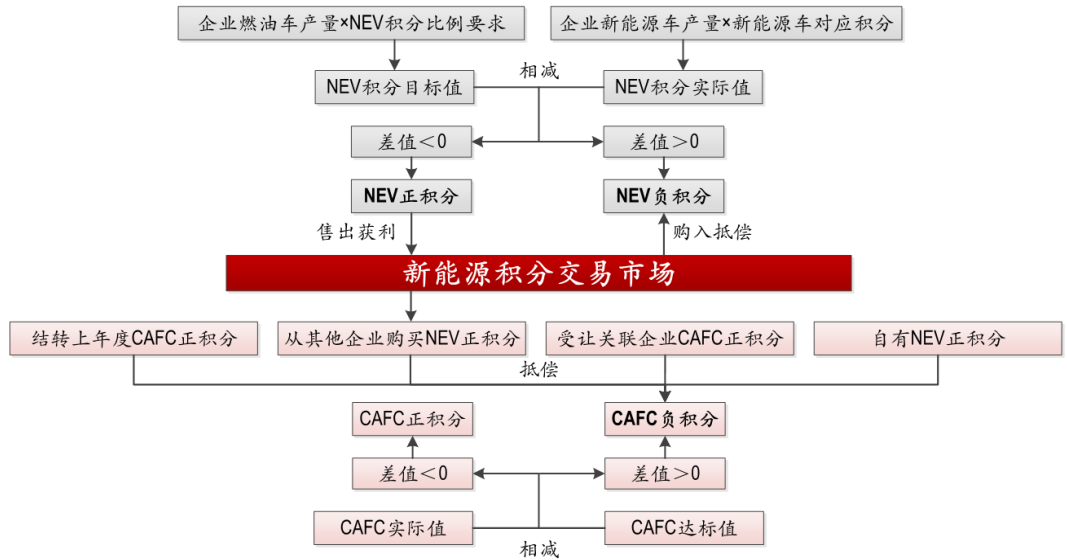 企业燃油车产量×NEV积分比例要求
企业新能源车产量×新能源车对应积分
相减
NEV积分目标值
NEV积分实际值
差值＜0
差值＞0
NEV正积分
NEV负积分
售出获利
购入抵偿
新能源积分交易市场
结转上年度CAFC正积分
从其他企业购买NEV正积分
受让关联企业CAFC正积分
自有NEV正积分
抵偿
CAFC正积分
CAFC负积分
差值＜0
差值＞0
CAFC实际值
CAFC达标值
相减